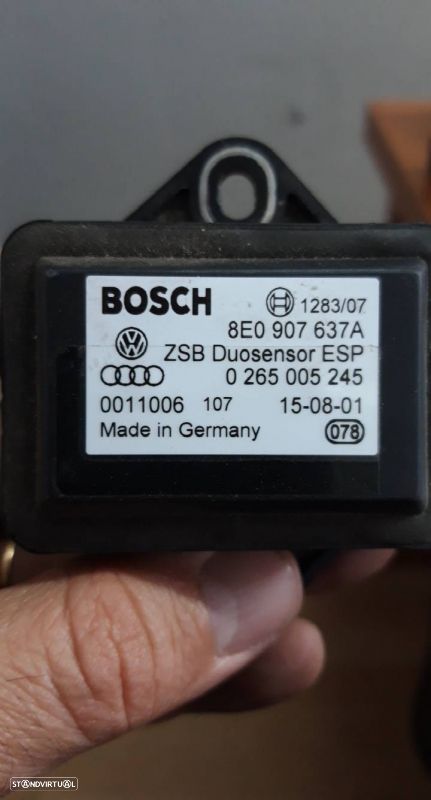 BOSCH 1283/07
8E0 907 637A
ZSB Duosensor ESP
0 265 005 245
0011006 107 15-08-01
Made in Germany 078
STANDVIRTUAL